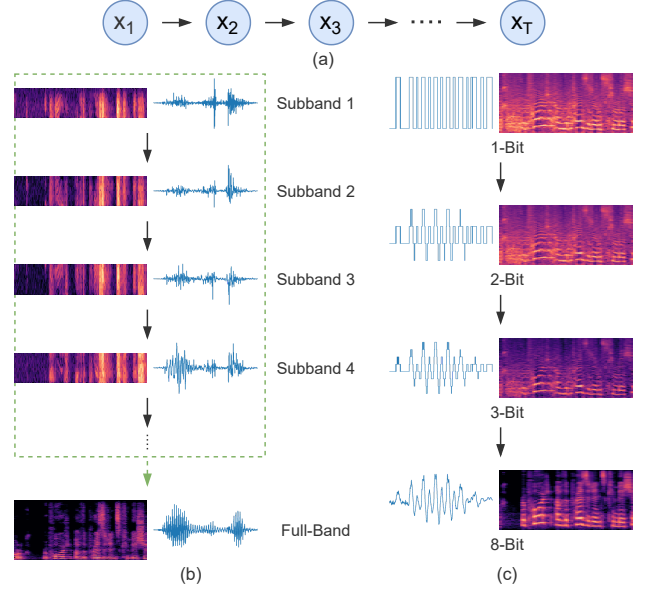 x1 x2 x3 .... xT
(a)
Subband 1
Subband 2
Subband 3
Subband 4
Full-Band
(b)
1-Bit
2-Bit
3-Bit
8-Bit
(c)